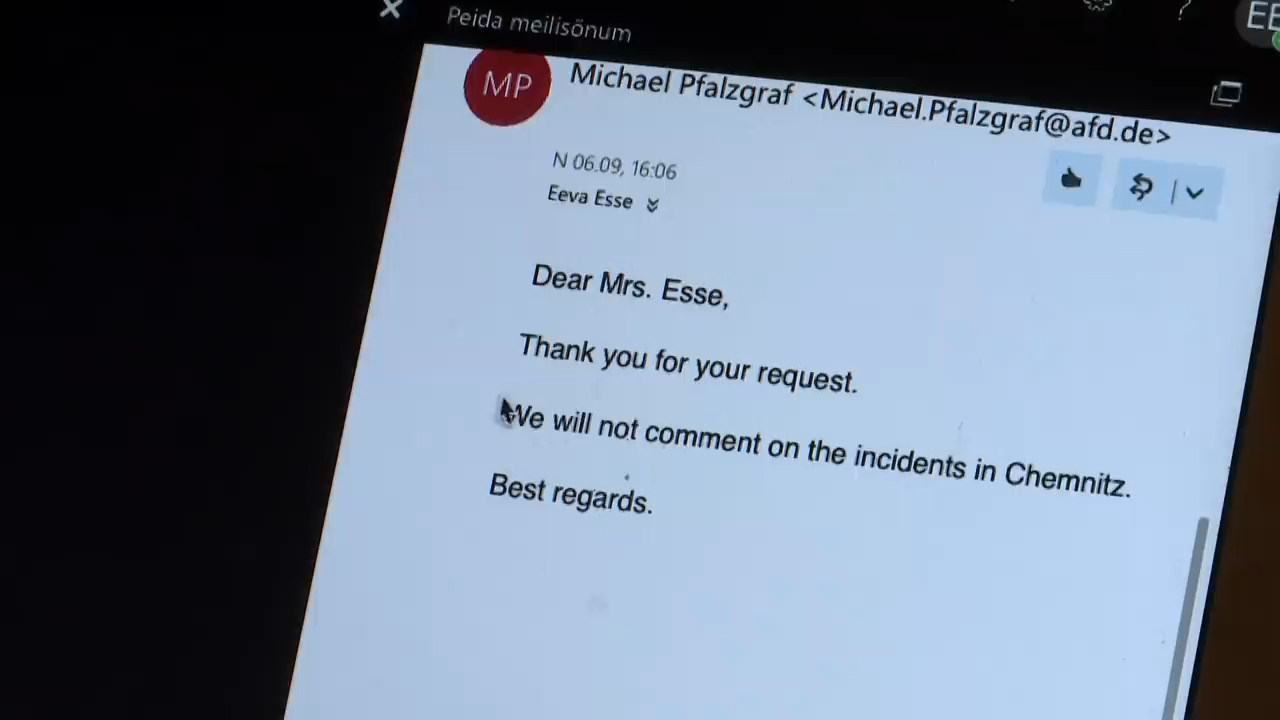 Peida meilisõnum
EE
MP
Michael Pfalzgraf <Michael.Pfalzgraf@afd.de>
N 06.09, 16:06
Eeva Esse
Dear Mrs. Esse,
Thank you for your request.
We will not comment on the incidents in Chemnitz.
Best regards.